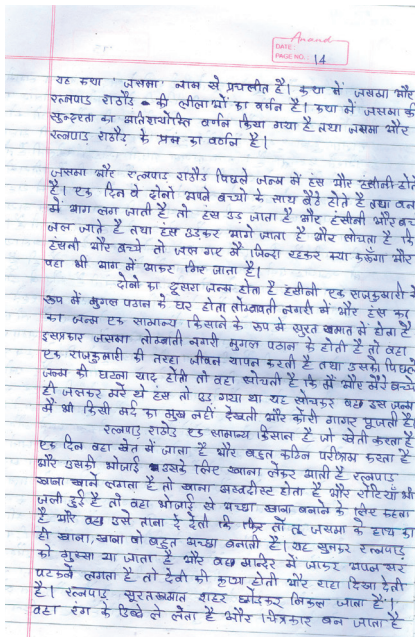 Anand
DATE :
PAGE NO. : 14
यह कथा 'जसमा' नाम से प्रचलीत है। कथा में जसमा और
रत्नपाड़ राठौड़ की लीलाओं का वर्णन है। कथा में जसमा की
सुन्दरता का अतिशयोक्ति वर्णन किया गया है तथा जसमा और
रत्नपाड़ राठौड़ के प्रेम का वर्णन है।
जसमा और रत्नपाड़ राठौड़ पिछले जन्म में हंस और हंसीनी होते
है। एक दिन वे दोनो अपने बच्चो के साथ बैठे होते है तथा वन
में आग लग जाती है तो हंस उड़ जाता है और हंसीनी और बच्चे
जल जाते है तथा हंस उड़कर आगे जाता है और सोचता है कि
हंसनी और बच्चे तो जल गए में जिन्दा रहकर क्या करूँगा और
वहा भी आग में आकर गिर जाता है।
दोनो का दुसरा जन्म होता है हंसीनी एक राजकुमारी के
रूप में मुगल पठान के घर होता नगरी में और हंस का
का जन्म एक सामान्य किसान के रूप में सुरत खमात में होता है
इसप्रकार जसमा नगरी मुगल पठान के होती है तो वहा
एक राजकुमारी की तरहा जीवन यापन करती है तथा उसको पिछले
जन्म की घटना याद होती तो वहा सोचती है कि में और मेरे बच्चे
ही जलकर मरे थे हंस तो उड़ गया था यह सोचकर वह इस जन्म
में भी किसी मर्द का मुख नहीं देखती और कोरी गागर पूजती है।
रत्नपाड़ राठौड़ एक सामान्य किसान है जो खेती करता है
एक दिन वहा खेत में जाता है और बहुत कठिन परीश्रम करता है
और उसकी भोजाई उसके लिए खाना लेकर आती है रत्नपाड़
खाना खाने लगता है तो खाना होता है और रोटियाँ भी
जली हुई है तो वहा भोजाई से अच्छा खाना बनाने के लिए कहता
है और वह उसे ताना दे देती कि फिर तो तू जसमा के हाथ का
ही खाना, खाना वो बहुत अच्छा बनाती है। यह सुनकर रत्नपाड़
को गुस्सा आ जाता है और वह मन्दिर में जाकर अपना सर
पटकने लगता है तो देवी की कृपा होती और राहा दिखा देती
है। रत्नपाड़ सुरतखमात शहर छोड़कर निकल जाता है।
वहा रंग के डिब्बे ले लेता है और चित्रकार बन जाता है